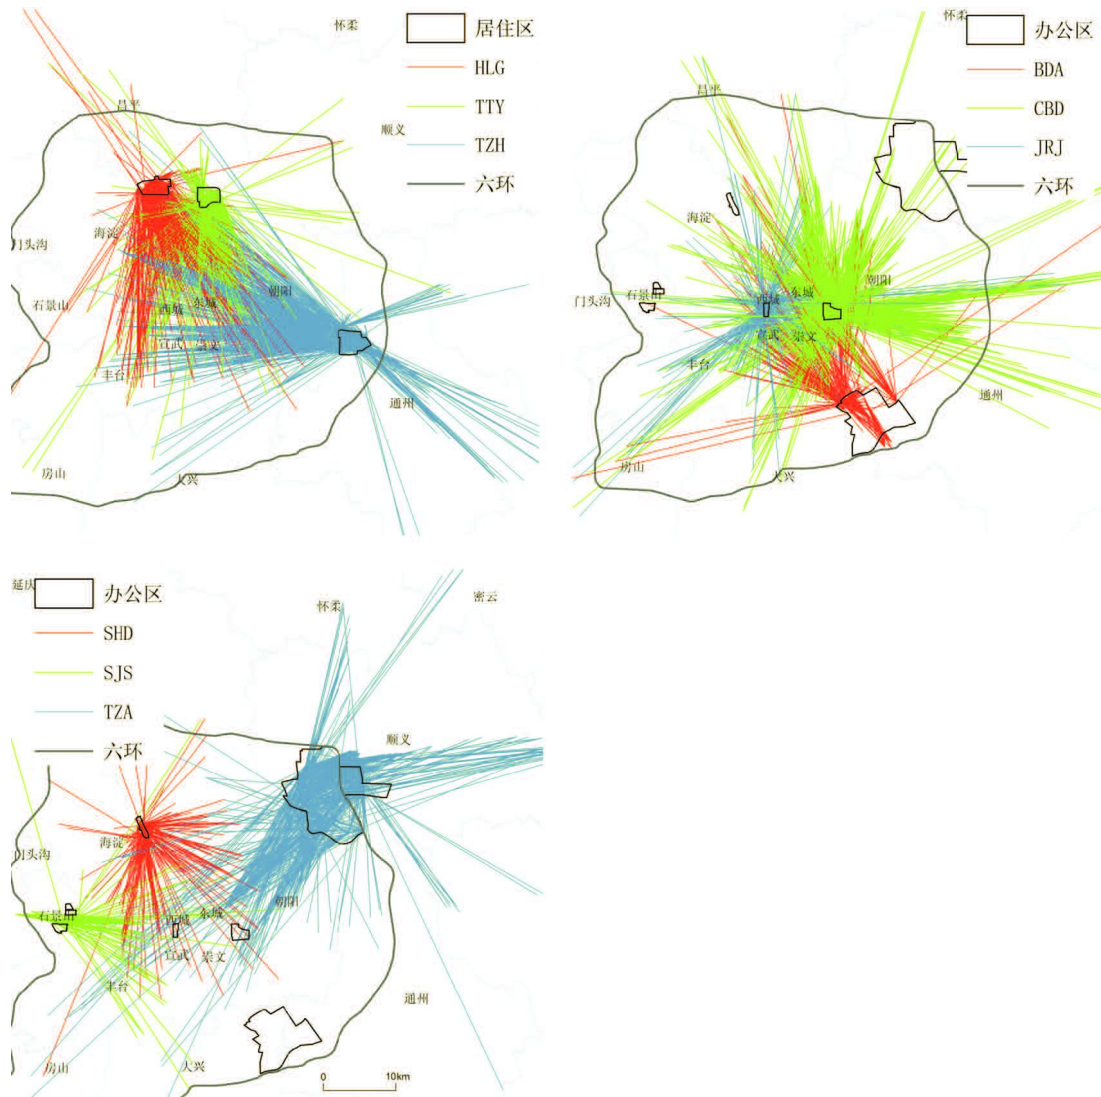 怀柔
居住区
HLG
TTY
TZH
六环
昌平
顺义
海淀
门头沟
石景山
朝阳
西城
东城
宣武
崇文
丰台
通州
房山
大兴
怀柔
办公区
BDA
CBD
JRJ
六环
昌平
海淀
朝阳
门头沟
石景山
西城
东城
宣武
崇文
丰台
通州
房山
大兴
延庆
办公区
SHD
SJS
TZA
六环
怀柔
密云
顺义
海淀
门头沟
石景山
朝阳
西城
东城
宣武
崇文
丰台
通州
房山
大兴
0
10km